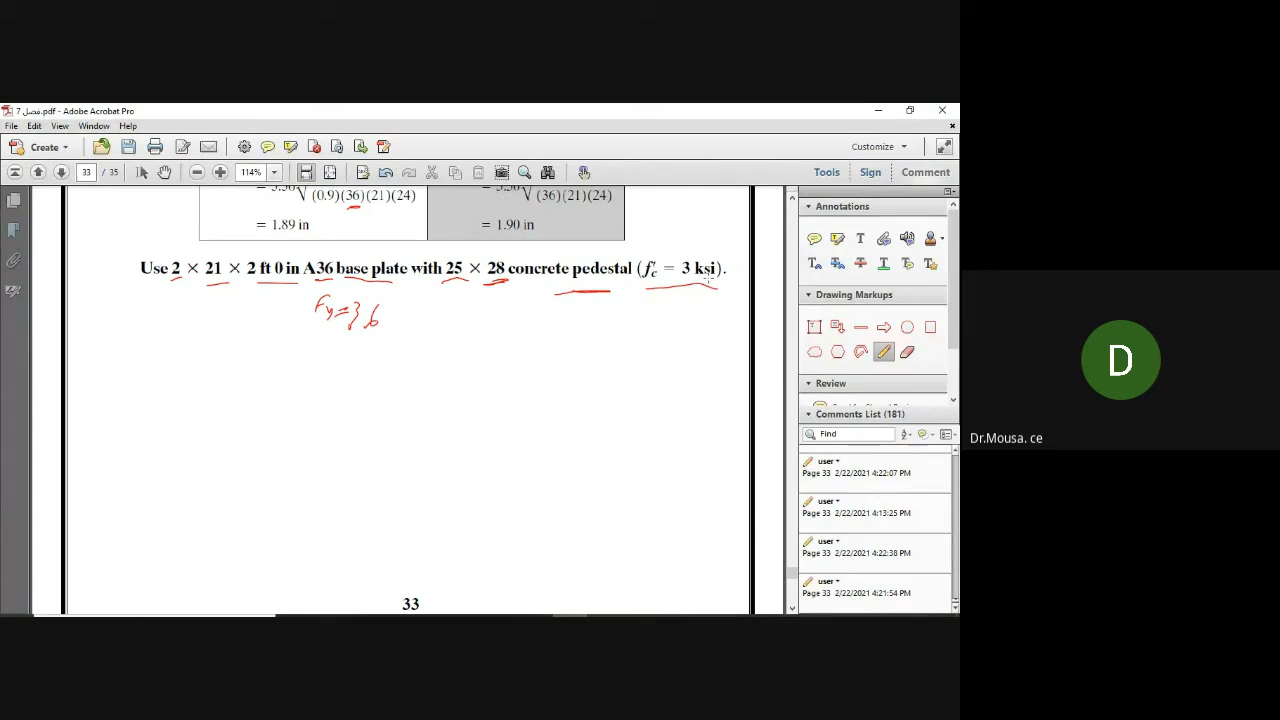 فصل 7.pdf - Adobe Acrobat Pro
File Edit View Window Help
Create Customize
33 / 35 114% Tools Sign Comment
(0.9)(36)(21)(24) (36)(21)(24)
= 1.89 in = 1.90 in
Use 2 × 21 × 2 ft 0 in A36 base plate with 25 × 28 concrete pedestal (f′c = 3 ksi).
Fy = 36
33
Annotations
Drawing Markups
Review
Comments List (181)
Find
user
Page 33 2/22/2021 4:22:07 PM
user
Page 33 2/22/2021 4:13:25 PM
user
Page 33 2/22/2021 4:22:38 PM
user
Page 33 2/22/2021 4:21:54 PM
D
Dr.Mousa. ce